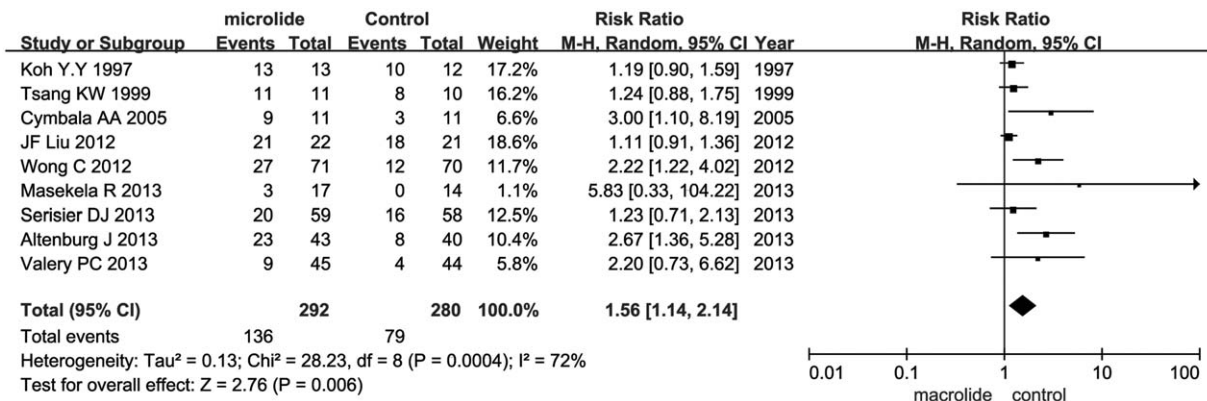 microlide Control Risk Ratio Risk Ratio
Study or Subgroup Events Total Events Total Weight M-H, Random, 95% CI Year M-H, Random, 95% CI
Koh Y.Y 1997 13 13 10 12 17.2% 1.19 [0.90, 1.59] 1997
Tsang KW 1999 11 11 8 10 16.2% 1.24 [0.88, 1.75] 1999
Cymbala AA 2005 9 11 3 11 6.6% 3.00 [1.10, 8.19] 2005
JF Liu 2012 21 22 18 21 18.6% 1.11 [0.91, 1.36] 2012
Wong C 2012 27 71 12 70 11.7% 2.22 [1.22, 4.02] 2012
Masekela R 2013 3 17 0 14 1.1% 5.83 [0.33, 104.22] 2013
Serisier DJ 2013 20 59 16 58 12.5% 1.23 [0.71, 2.13] 2013
Altenburg J 2013 23 43 8 40 10.4% 2.67 [1.36, 5.28] 2013
Valery PC 2013 9 45 4 44 5.8% 2.20 [0.73, 6.62] 2013
Total (95% CI) 292 280 100.0% 1.56 [1.14, 2.14]
Total events 136 79
Heterogeneity: Tau² = 0.13; Chi² = 28.23, df = 8 (P = 0.0004); I² = 72%
Test for overall effect: Z = 2.76 (P = 0.006)
0.01 0.1 1 10 100
macrolide control